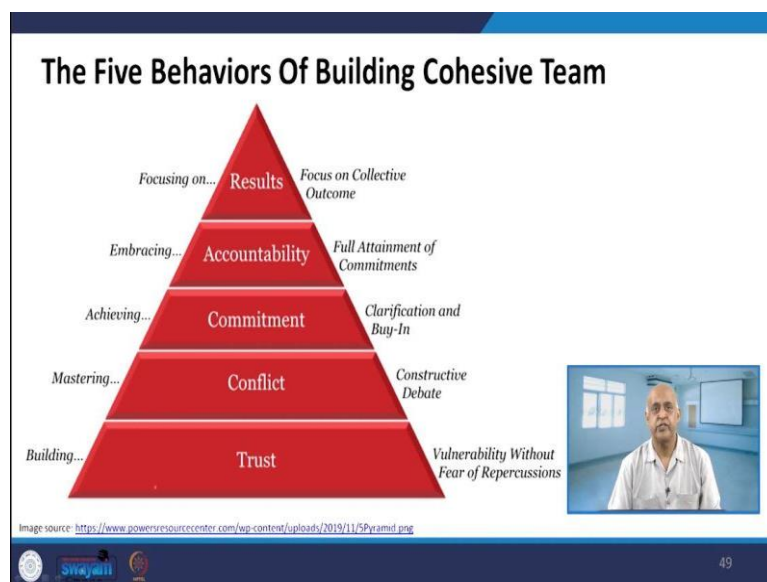 The Five Behaviors Of Building Cohesive Team
Focusing on...
Results
Focus on Collective
Outcome
Embracing...
Accountability
Full Attainment of
Commitments
Achieving...
Commitment
Clarification and
Buy-In
Mastering...
Conflict
Constructive
Debate
Building...
Trust
Vulnerability Without
Fear of Repercussions
Image source: https://www.powersresourcecenter.com/wp-content/uploads/2019/11/5Pyramid.png
swayam
49